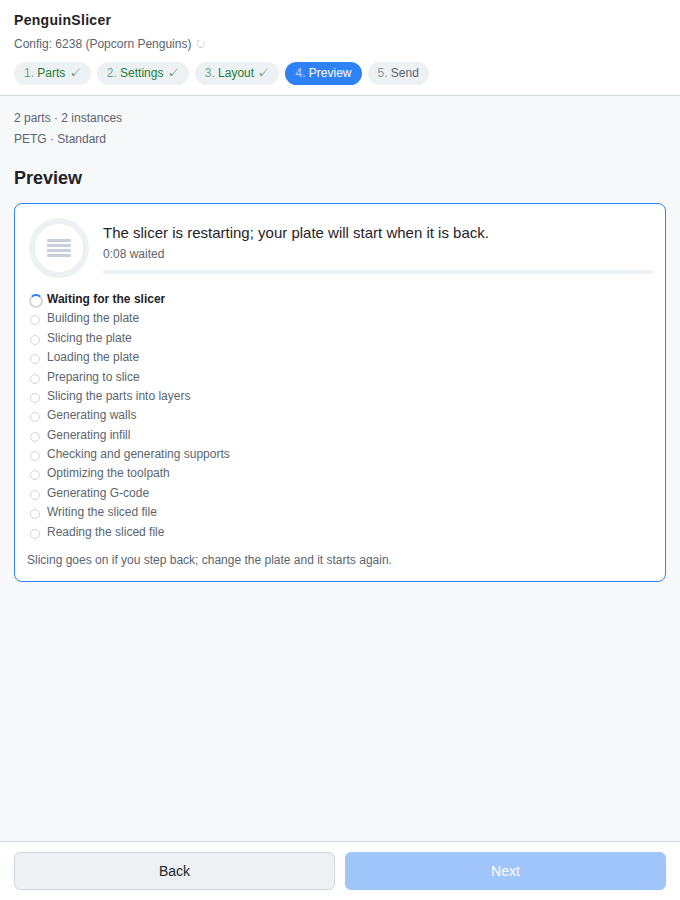 PenguinSlicer
Config: 6238 (Popcorn Penguins)
1. Parts ✓ 2. Settings ✓ 3. Layout ✓ 4. Preview 5. Send
2 parts · 2 instances
PETG · Standard
Preview
The slicer is restarting; your plate will start when it is back.
0:08 waited
Waiting for the slicer
Building the plate
Slicing the plate
Loading the plate
Preparing to slice
Slicing the parts into layers
Generating walls
Generating infill
Checking and generating supports
Optimizing the toolpath
Generating G-code
Writing the sliced file
Reading the sliced file
Slicing goes on if you step back; change the plate and it starts again.
Back Next